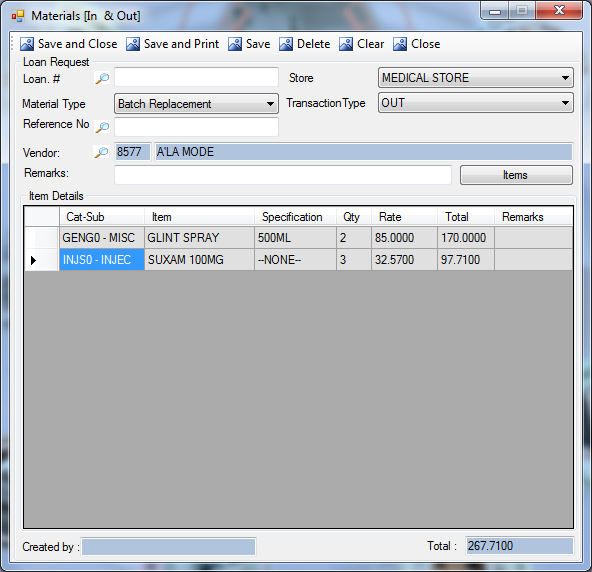 Materials [In & Out]
Save and Close Save and Print Save Delete Clear Close
Loan Request
Loan. # Store MEDICAL STORE
Material Type Batch Replacement TransactionType OUT
Reference No
Vendor: 8577 A'LA MODE
Remarks: Items
Item Details
Cat-Sub Item Specification Qty Rate Total Remarks
GENG0 - MISC GLINT SPRAY 500ML 2 85.0000 170.0000
INJS0 - INJEC SUXAM 100MG --NONE-- 3 32.5700 97.7100
Created by : Total : 267.7100